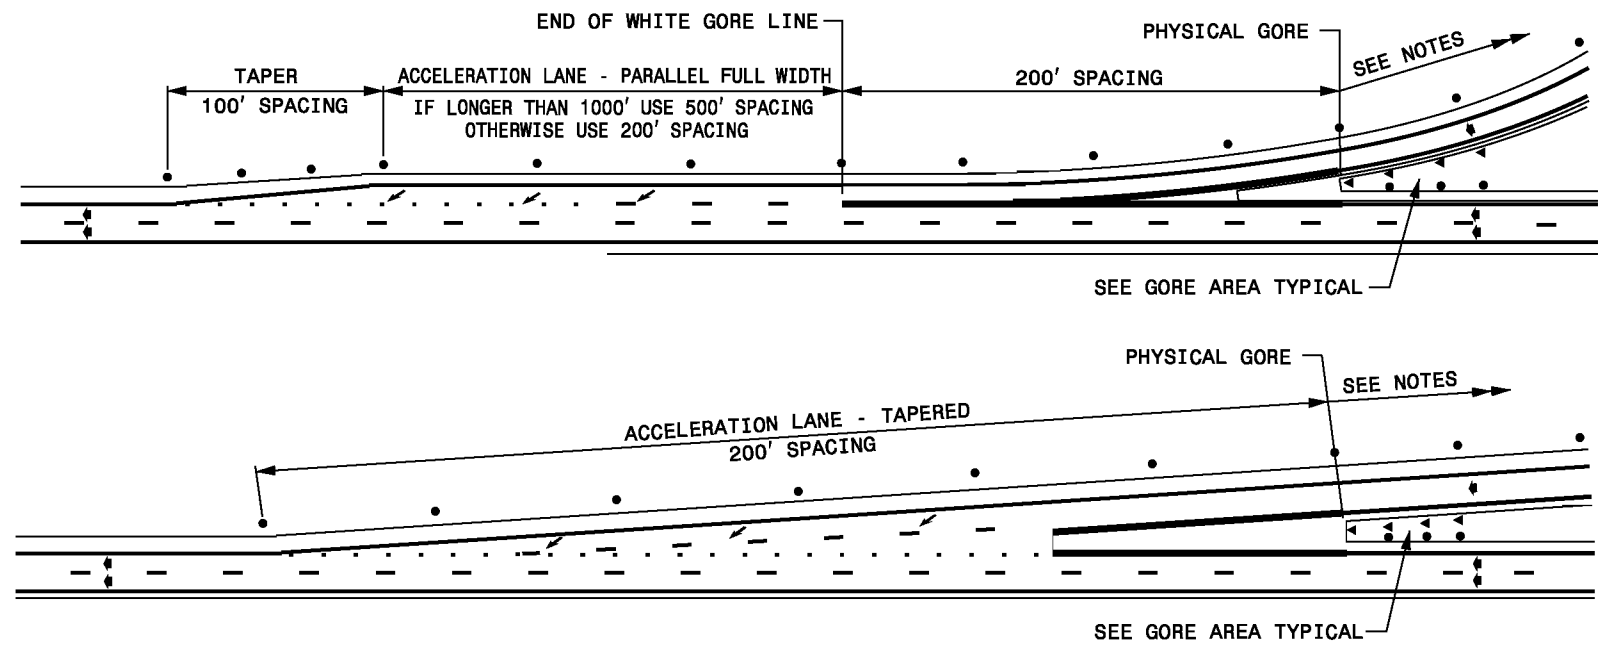 END OF WHITE GORE LINE
PHYSICAL GORE
SEE NOTES
TAPER
100' SPACING
ACCELERATION LANE - PARALLEL FULL WIDTH
IF LONGER THAN 1000' USE 500' SPACING
OTHERWISE USE 200' SPACING
200' SPACING
SEE GORE AREA TYPICAL
PHYSICAL GORE
SEE NOTES
ACCELERATION LANE - TAPERED
200' SPACING
SEE GORE AREA TYPICAL